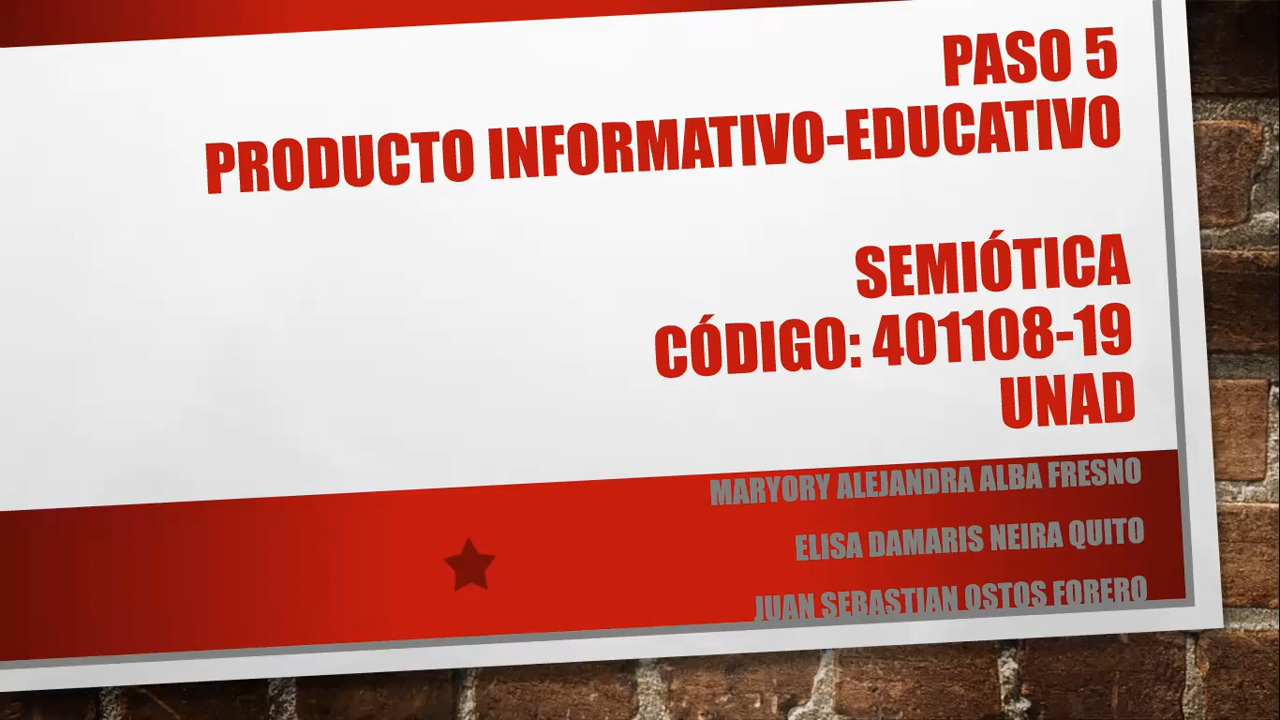 PASO 5
PRODUCTO INFORMATIVO-EDUCATIVO
SEMIÓTICA
CÓDIGO: 401108-19
UNAD
MARYORY ALEJANDRA ALBA FRESNO
ELISA DAMARIS NEIRA QUITO
JUAN SEBASTIAN OSTOS FORERO